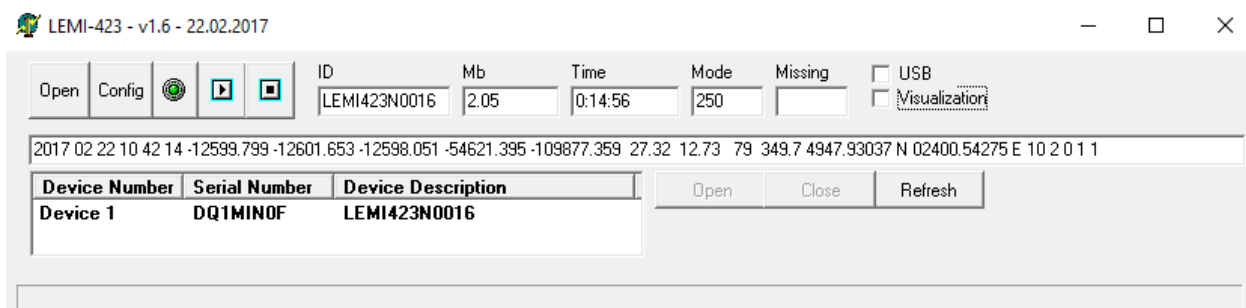 LEMI-423 - v1.6 - 22.02.2017
ID Mb Time Mode Missing USB
Open Config LEMI423N0016 2.05 0:14:56 250 Visualization
2017 02 22 10 42 14 -12599.799 -12601.653 -12598.051 -54621.395 -109877.359 27.32 12.73 79 349.7 4947.93037 N 02400.54275 E 10 2 0 1 1
Device Number Serial Number Device Description Open Close Refresh
Device 1 DQ1MIN0F LEMI423N0016